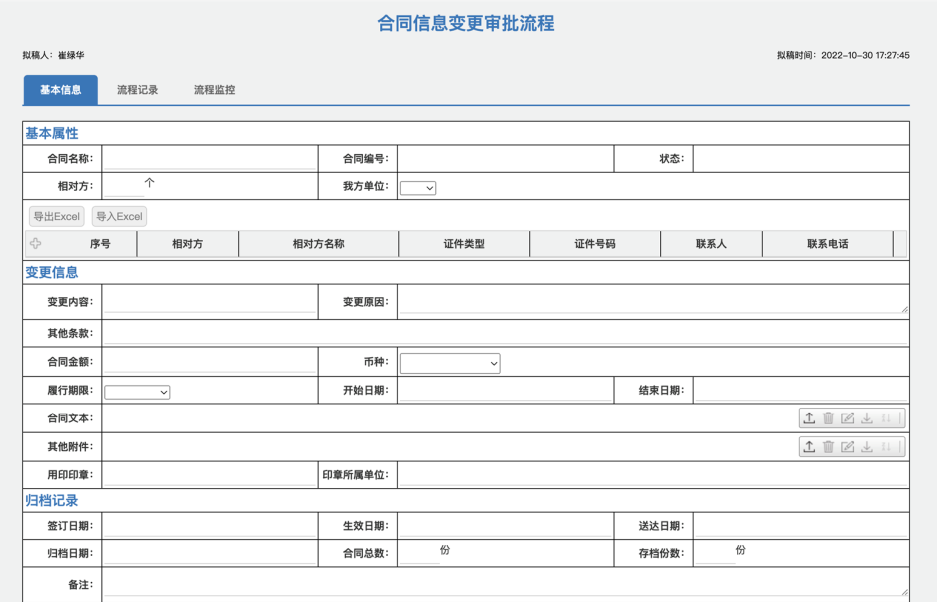 合同信息变更审批流程
拟稿人：崔绿华 拟稿时间：2022-10-30 17:27:45
基本信息 流程记录 流程监控
基本属性
合同名称： 合同编号： 状态：
相对方： 个 我方单位：
导出Excel 导入Excel
序号 相对方 相对方名称 证件类型 证件号码 联系人 联系电话
变更信息
变更内容： 变更原因：
其他条款：
合同金额： 币种：
履行期限： 开始日期： 结束日期：
合同文本：
其他附件：
用印印章： 印章所属单位：
归档记录
签订日期： 生效日期： 送达日期：
归档日期： 合同总数： 份 存档份数： 份
备注：